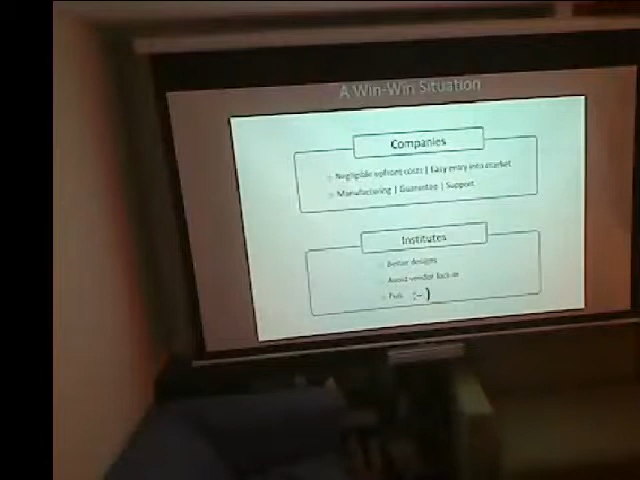 A Win-Win Situation
Companies
Negligible upfront costs | Easy entry into market
Manufacturing | Guarantee | Support
Institutes
Better designs
Avoid vendor lock-in
Fun :-)